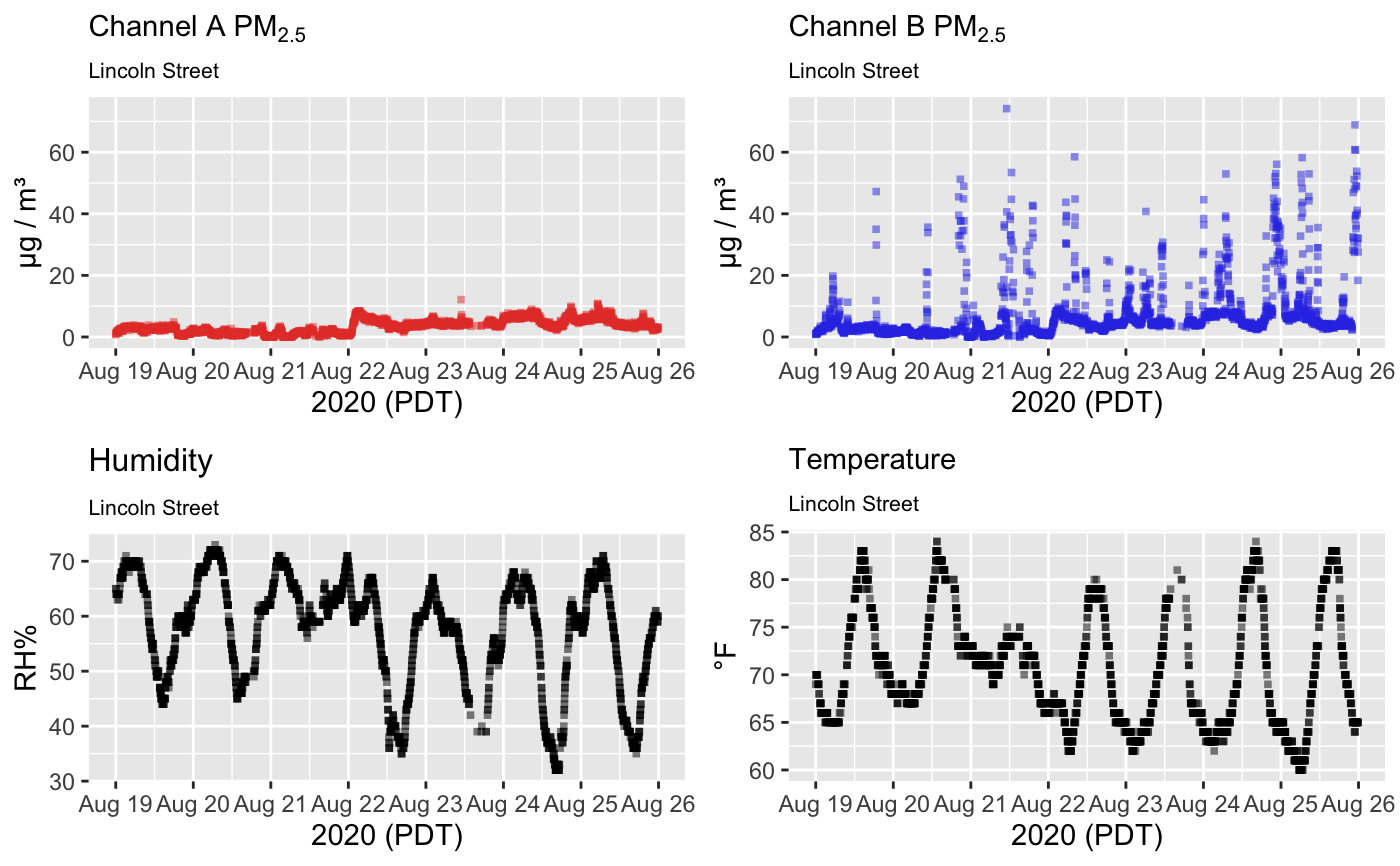 Channel A PM2.5
Lincoln Street
60
40
20
0
µg / m³
Aug 19 Aug 20 Aug 21 Aug 22 Aug 23 Aug 24 Aug 25 Aug 26
2020 (PDT)
Channel B PM2.5
Lincoln Street
60
40
20
0
µg / m³
Aug 19 Aug 20 Aug 21 Aug 22 Aug 23 Aug 24 Aug 25 Aug 26
2020 (PDT)
Humidity
Lincoln Street
70
60
50
40
30
RH%
Aug 19 Aug 20 Aug 21 Aug 22 Aug 23 Aug 24 Aug 25 Aug 26
2020 (PDT)
Temperature
Lincoln Street
85
80
75
70
65
60
°F
Aug 19 Aug 20 Aug 21 Aug 22 Aug 23 Aug 24 Aug 25 Aug 26
2020 (PDT)